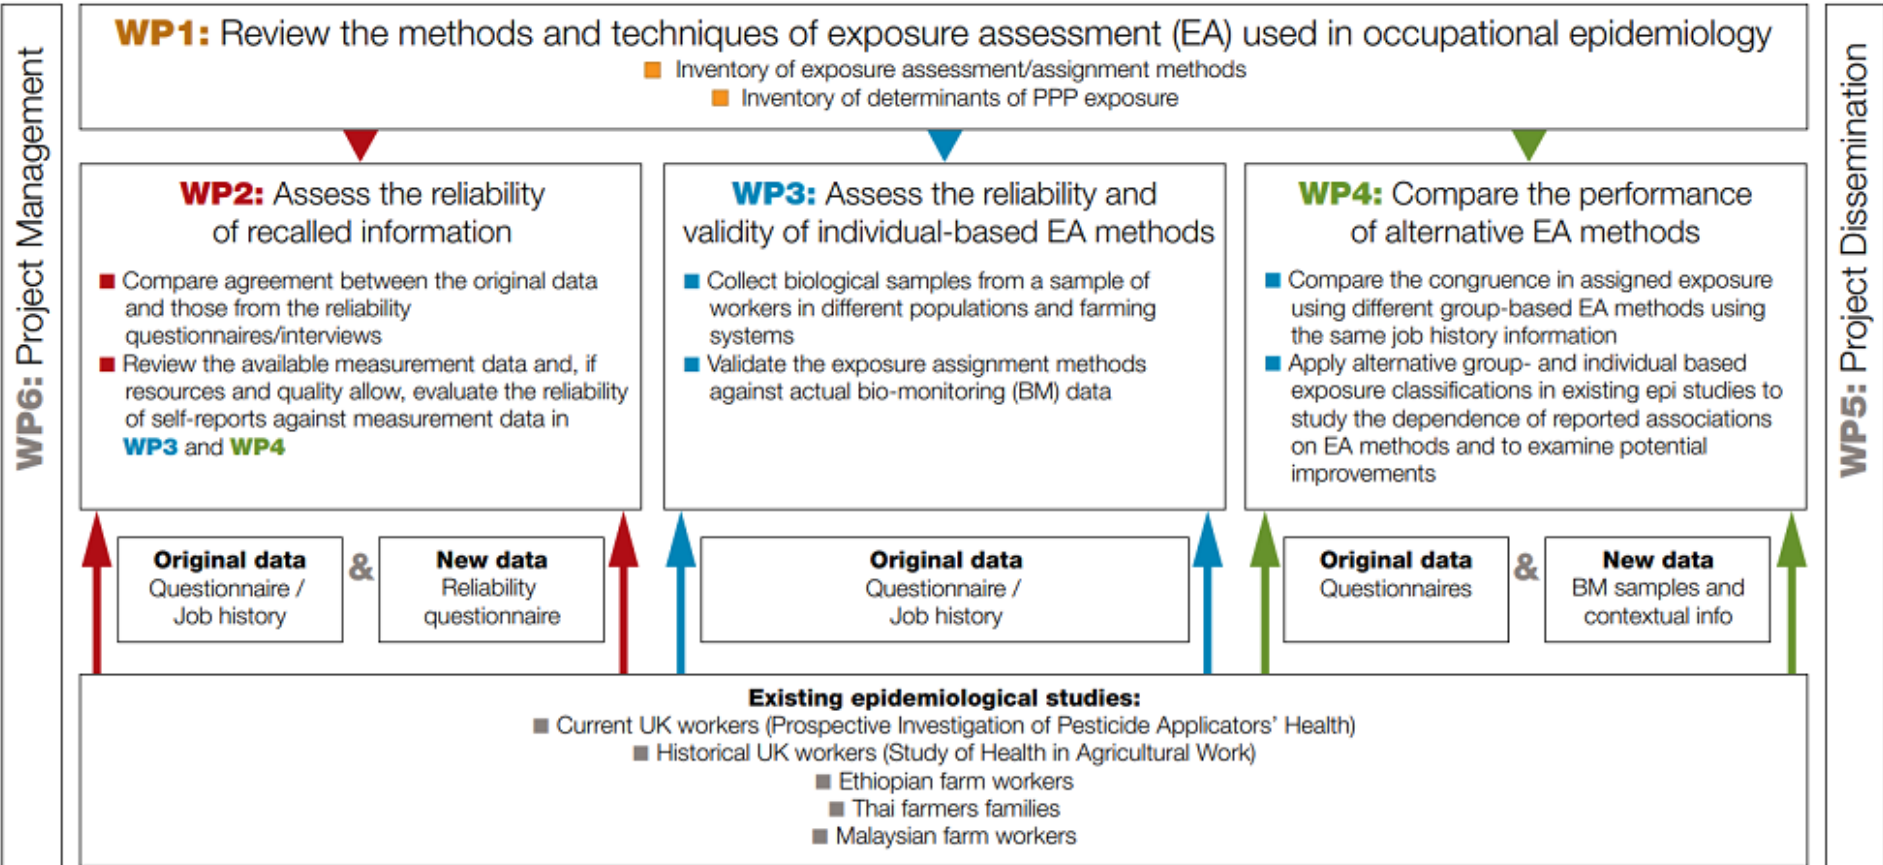 WP6: Project Management
WP1: Review the methods and techniques of exposure assessment (EA) used in occupational epidemiology
Inventory of exposure assessment/assignment methods
Inventory of determinants of PPP exposure
WP2: Assess the reliability
of recalled information
Compare agreement between the original data
and those from the reliability
questionnaires/interviews
Review the available measurement data and, if
resources and quality allow, evaluate the reliability
of self-reports against measurement data in
WP3 and WP4
WP3: Assess the reliability and
validity of individual-based EA methods
Collect biological samples from a sample of
workers in different populations and farming
systems
Validate the exposure assignment methods
against actual bio-monitoring (BM) data
WP4: Compare the performance
of alternative EA methods
Compare the congruence in assigned exposure
using different group-based EA methods using
the same job history information
Apply alternative group- and individual based
exposure classifications in existing epi studies to
study the dependence of reported associations
on EA methods and to examine potential
improvements
Original data
Questionnaire /
Job history
&
New data
Reliability
questionnaire
Original data
Questionnaire /
Job history
Original data
Questionnaires
&
New data
BM samples and
contextual info
Existing epidemiological studies:
Current UK workers (Prospective Investigation of Pesticide Applicators' Health)
Historical UK workers (Study of Health in Agricultural Work)
Ethiopian farm workers
Thai farmers families
Malaysian farm workers
WP5: Project Dissemination